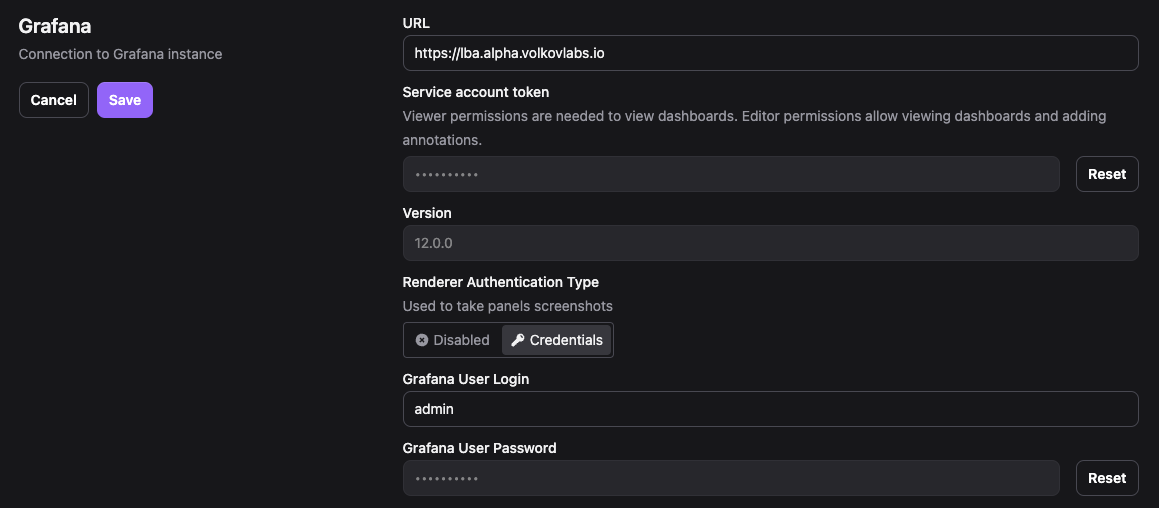 Grafana
Connection to Grafana instance
Cancel
Save
URL
https://lba.alpha.volkovlabs.io
Service account token
Viewer permissions are needed to view dashboards. Editor permissions allow viewing dashboards and adding
annotations.
••••••••••
Reset
Version
12.0.0
Renderer Authentication Type
Used to take panels screenshots
Disabled
Credentials
Grafana User Login
admin
Grafana User Password
••••••••••
Reset